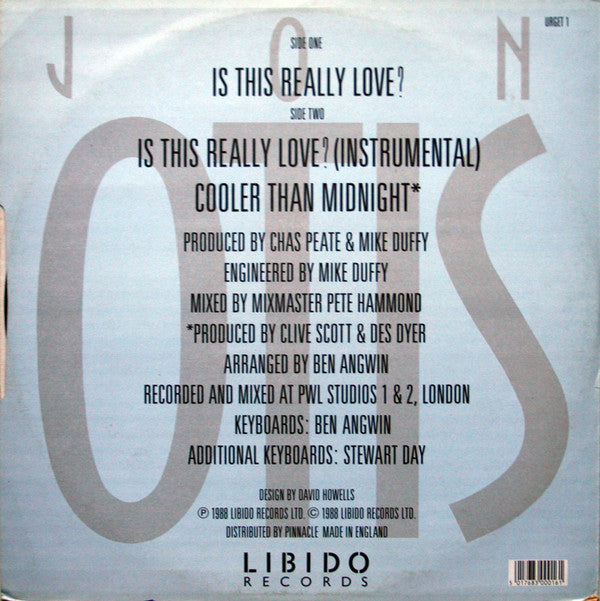 URGET 1
JON
OTIS
SIDE ONE
IS THIS REALLY LOVE?
SIDE TWO
IS THIS REALLY LOVE? (INSTRUMENTAL)
COOLER THAN MIDNIGHT*
PRODUCED BY CHAS PEATE & MIKE DUFFY
ENGINEERED BY MIKE DUFFY
MIXED BY MIXMASTER PETE HAMMOND
*PRODUCED BY CLIVE SCOTT & DES DYER
ARRANGED BY BEN ANGWIN
RECORDED AND MIXED AT PWL STUDIOS 1 & 2, LONDON
KEYBOARDS: BEN ANGWIN
ADDITIONAL KEYBOARDS: STEWART DAY
DESIGN BY DAVID HOWELLS
℗ 1988 LIBIDO RECORDS LTD. © 1988 LIBIDO RECORDS LTD.
DISTRIBUTED BY PINNACLE MADE IN ENGLAND
LIBIDO
RECORDS
5 017683 000161